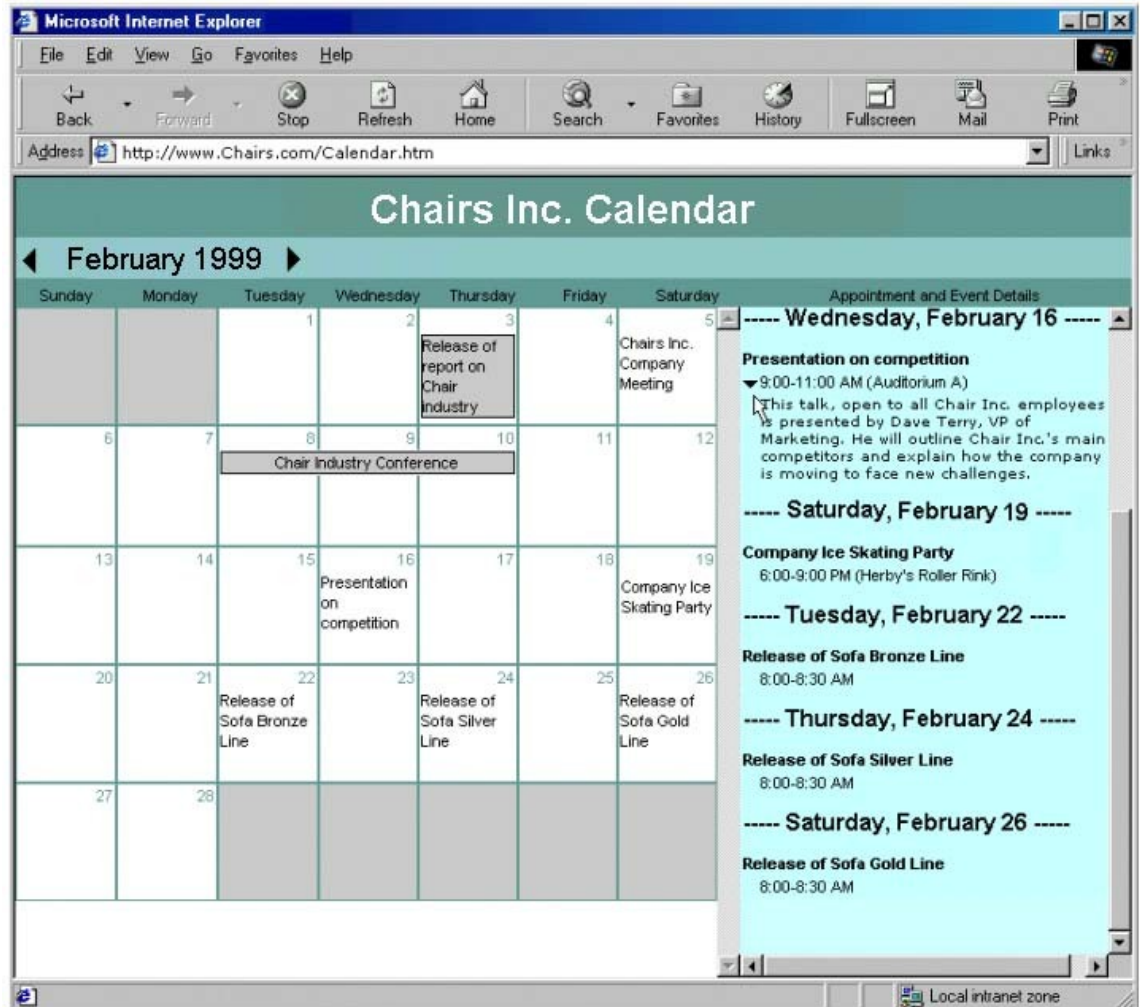 Microsoft Internet Explorer
File Edit View Go Favorites Help
Back Forward Stop Refresh Home Search Favorites History Fullscreen Mail Print
Address http://www.Chairs.com/Calendar.htm Links
Chairs Inc. Calendar
February 1999
Sunday Monday Tuesday Wednesday Thursday Friday Saturday
1 2 3 4 5
Release of
report on
Chair
industry
Chairs Inc.
Company
Meeting
6 7 8 9 10 11 12
Chair Industry Conference
13 14 15 16 17 18 19
Presentation
on
competition
Company Ice
Skating Party
20 21 22 23 24 25 26
Release of
Sofa Bronze
Line
Release of
Sofa Silver
Line
Release of
Sofa Gold
Line
27 28
Appointment and Event Details
----- Wednesday, February 16 -----
Presentation on competition
9:00-11:00 AM (Auditorium A)
This talk, open to all Chair Inc. employees
is presented by Dave Terry, VP of
Marketing. He will outline Chair Inc.'s main
competitors and explain how the company
is moving to face new challenges.
----- Saturday, February 19 -----
Company Ice Skating Party
6:00-9:00 PM (Herby's Roller Rink)
----- Tuesday, February 22 -----
Release of Sofa Bronze Line
8:00-8:30 AM
----- Thursday, February 24 -----
Release of Sofa Silver Line
8:00-8:30 AM
----- Saturday, February 26 -----
Release of Sofa Gold Line
8:00-8:30 AM
Local intranet zone